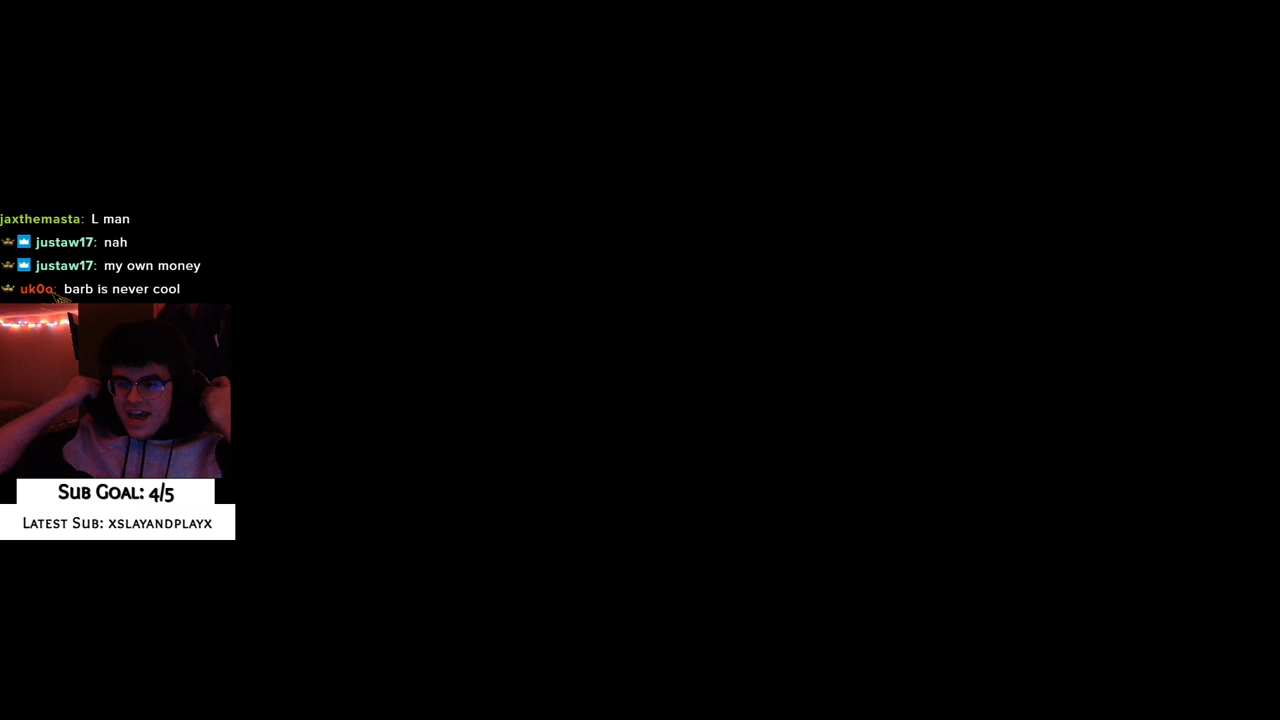 jaxthemasta: L man
justaw17: nah
justaw17: my own money
uk0o: barb is never cool
Sub Goal: 4/5
Latest Sub: xslayandplayx